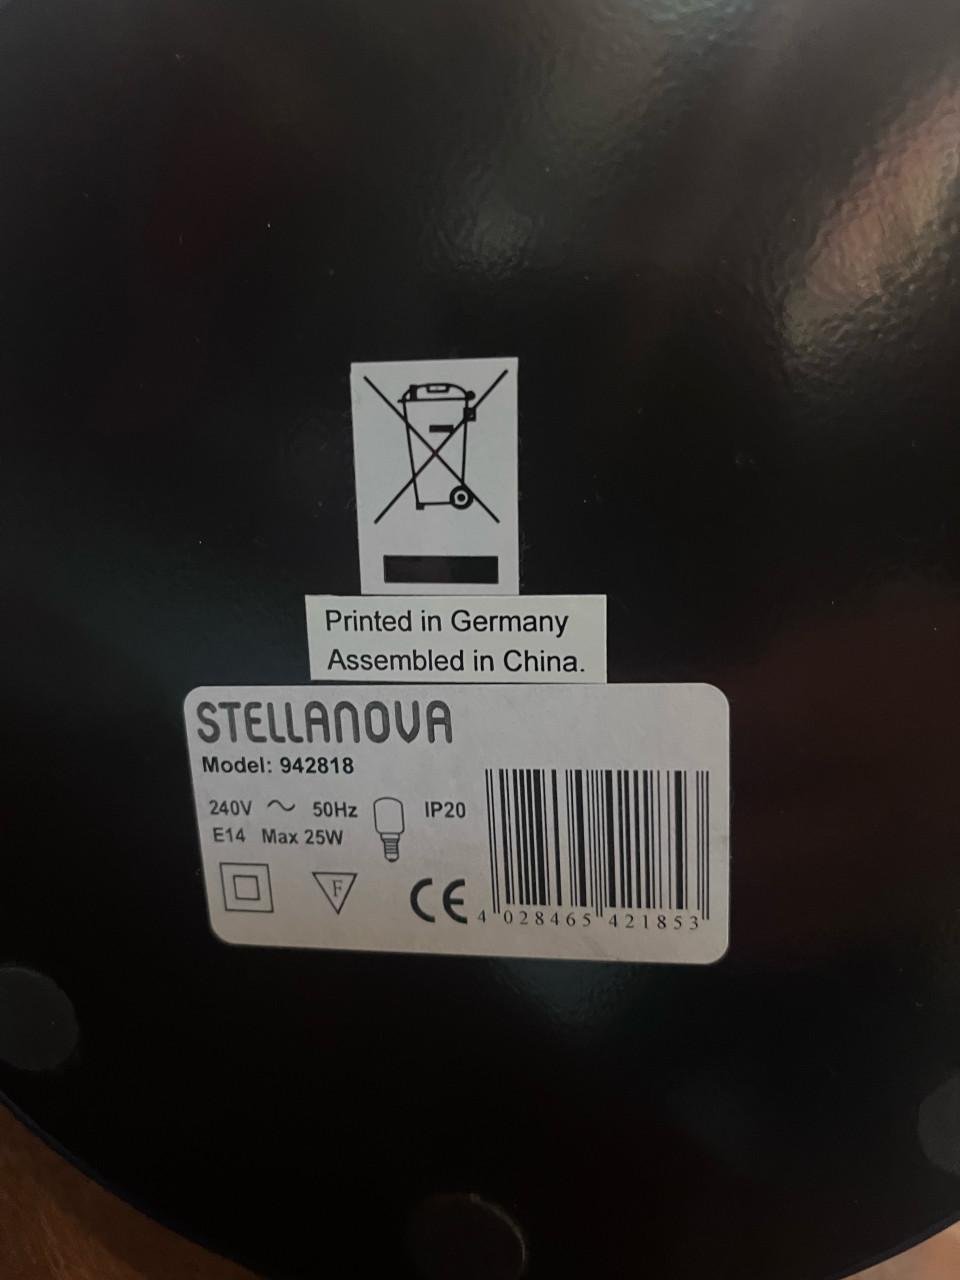 Printed in Germany
Assembled in China.
STELLANOVA
Model: 942818
240V ~ 50Hz IP20
E14 Max 25W
F
CE
4 028465 421853